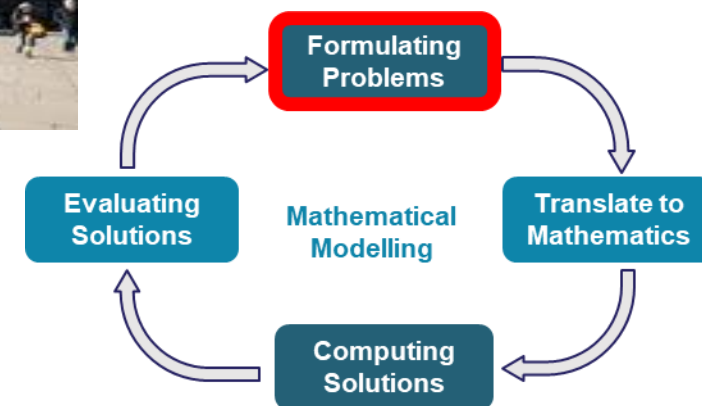 Formulating
Problems
Evaluating
Solutions
Mathematical
Modelling
Translate to
Mathematics
Computing
Solutions